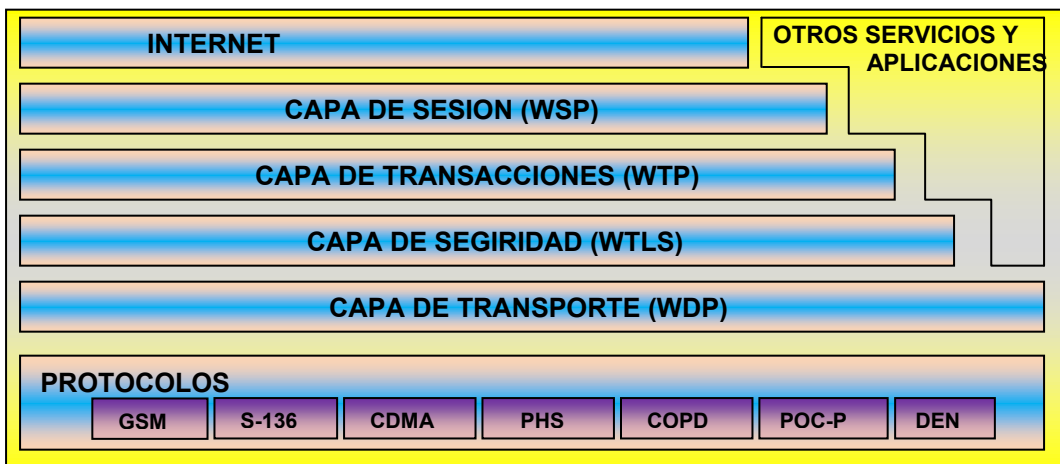 INTERNET
OTROS SERVICIOS Y
APLICACIONES
CAPA DE SESION (WSP)
CAPA DE TRANSACCIONES (WTP)
CAPA DE SEGIRIDAD (WTLS)
CAPA DE TRANSPORTE (WDP)
PROTOCOLOS
GSM
S-136
CDMA
PHS
COPD
POC-P
DEN